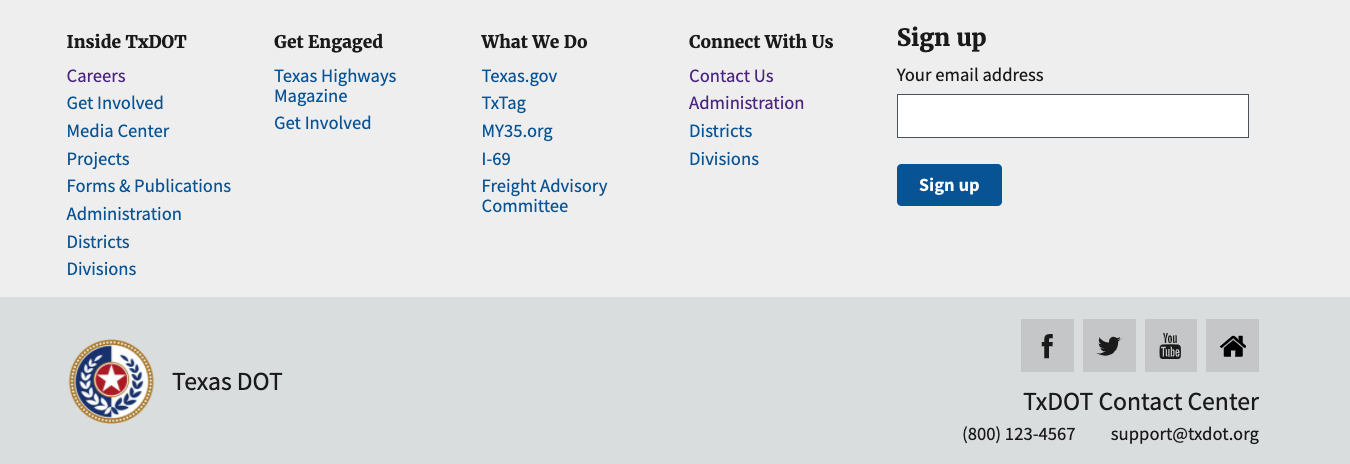 Inside TxDOT
Careers
Get Involved
Media Center
Projects
Forms & Publications
Administration
Districts
Divisions
Get Engaged
Texas Highways
Magazine
Get Involved
What We Do
Texas.gov
TxTag
MY35.org
I-69
Freight Advisory
Committee
Connect With Us
Contact Us
Administration
Districts
Divisions
Sign up
Your email address
Sign up
Texas DOT
You
Tube
TxDOT Contact Center
(800) 123-4567 support@txdot.org